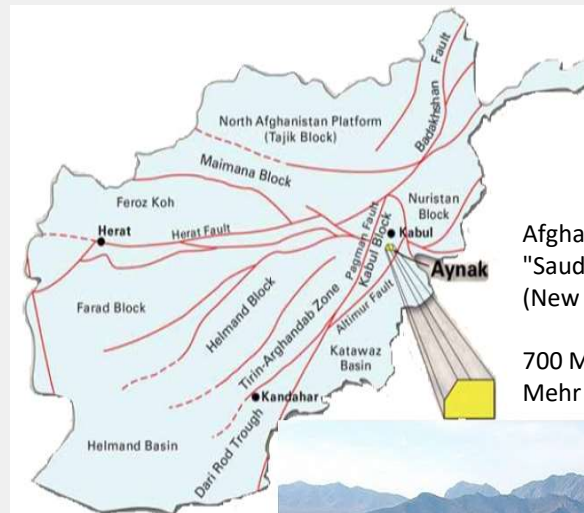 North Afghanistan Platform
(Tajik Block)
Badakhshan Fault
Maimana Block
Feroz Koh
Nuristan
Block
Herat
Herat Fault
Pagman Fault
Kabul Block
Kabul
Aynak
Farad Block
Helmand Block
Tirin-Arghandab Zone
Altimur Fault
Katawaz
Basin
Kandahar
Helmand Basin
Dari Rod Trough
Afgha
"Saud
(New
700 M
Mehr